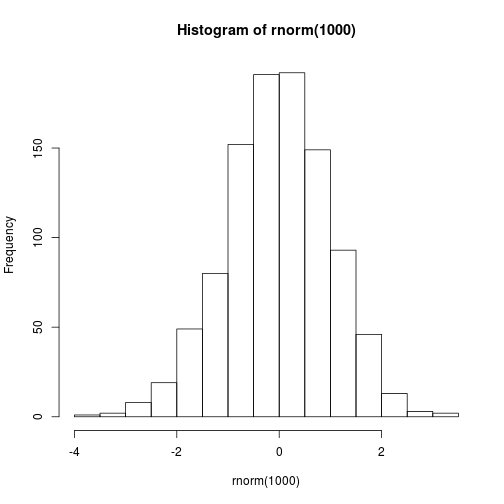 Histogram of rnorm(1000)
Frequency
150
100
50
0
-4 -2 0 2
rnorm(1000)